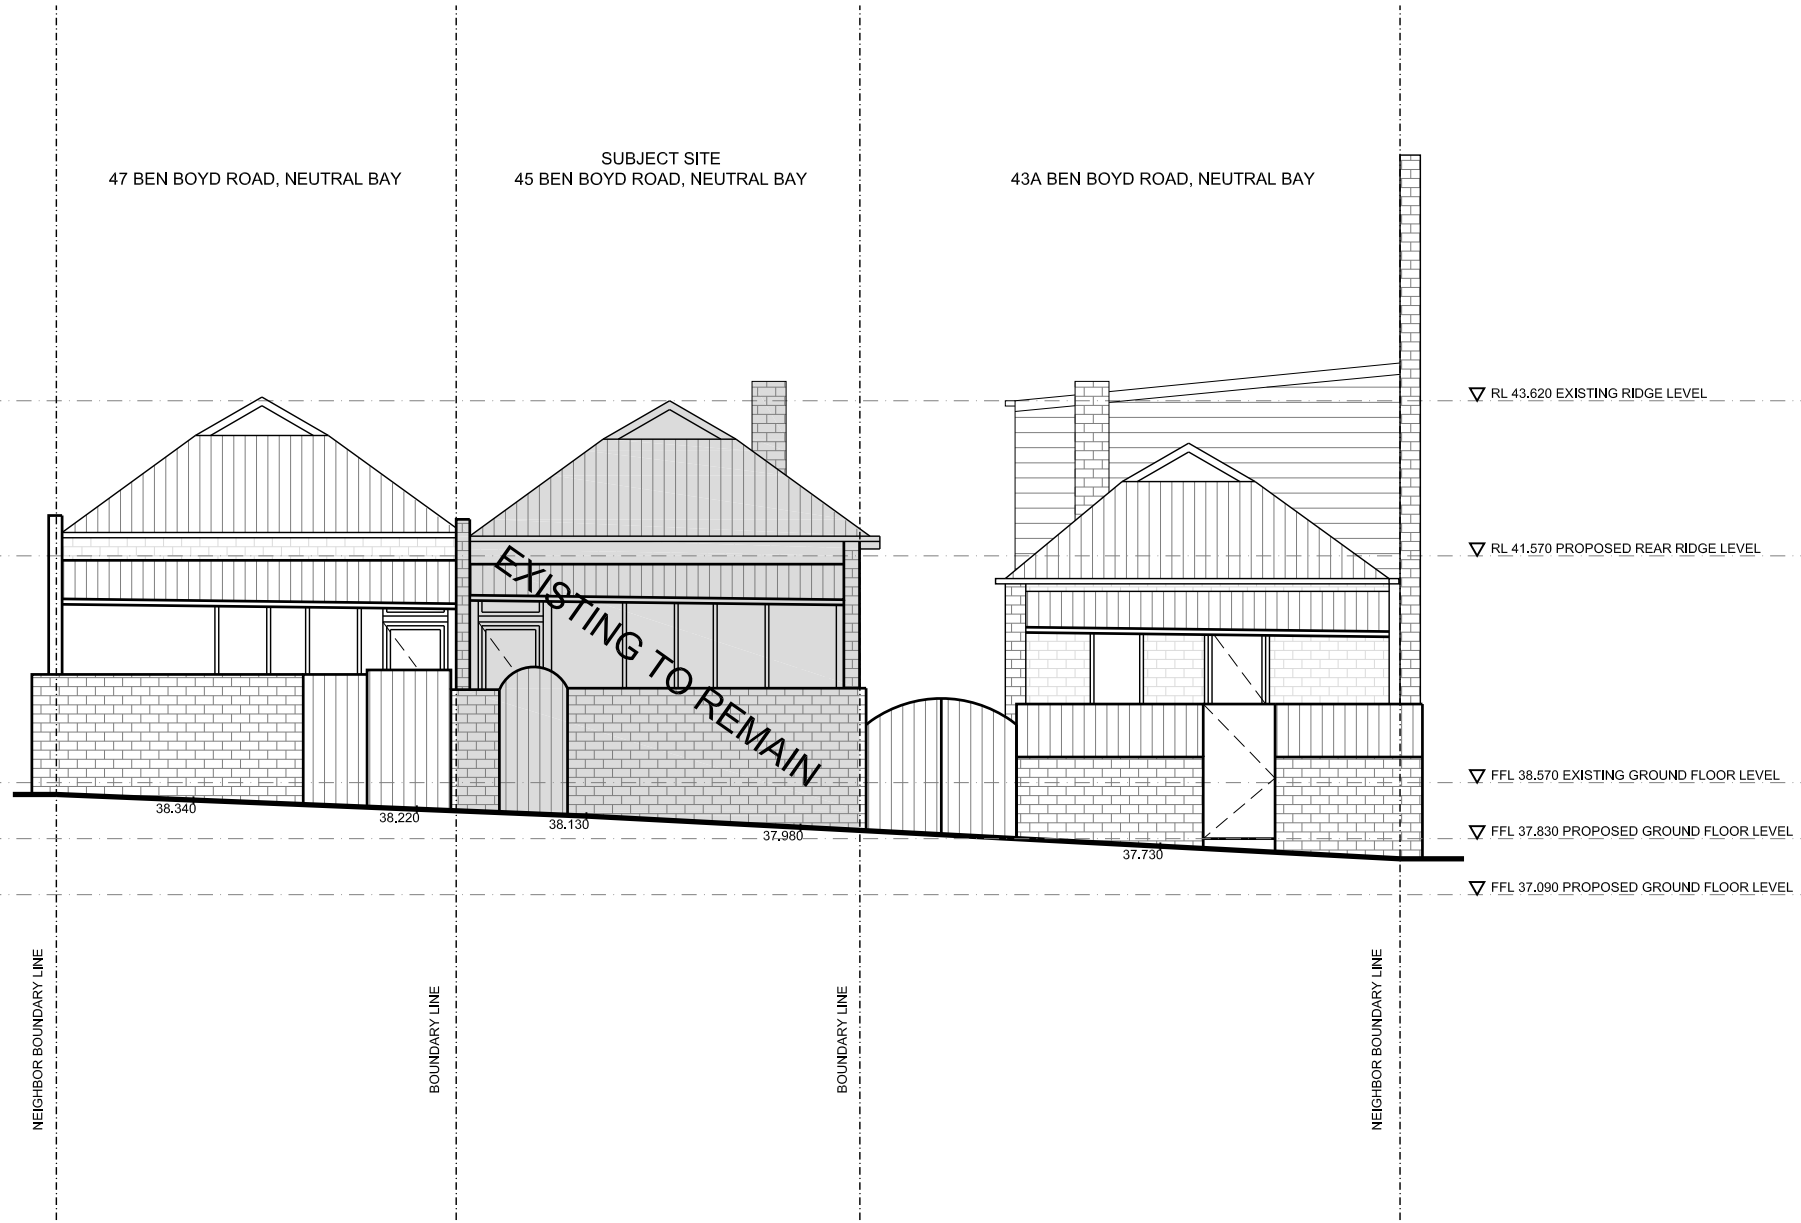 SUBJECT SITE
47 BEN BOYD ROAD, NEUTRAL BAY
45 BEN BOYD ROAD, NEUTRAL BAY
43A BEN BOYD ROAD, NEUTRAL BAY
RL 43.620 EXISTING RIDGE LEVEL
RL 41.570 PROPOSED REAR RIDGE LEVEL
EXISTING TO REMAIN
FFL 38.570 EXISTING GROUND FLOOR LEVEL
38.340
38.220
38.130
37.980
FFL 37.830 PROPOSED GROUND FLOOR LEVEL
37.730
FFL 37.090 PROPOSED GROUND FLOOR LEVEL
NEIGHBOR BOUNDARY LINE
BOUNDARY LINE
BOUNDARY LINE
NEIGHBOR BOUNDARY LINE